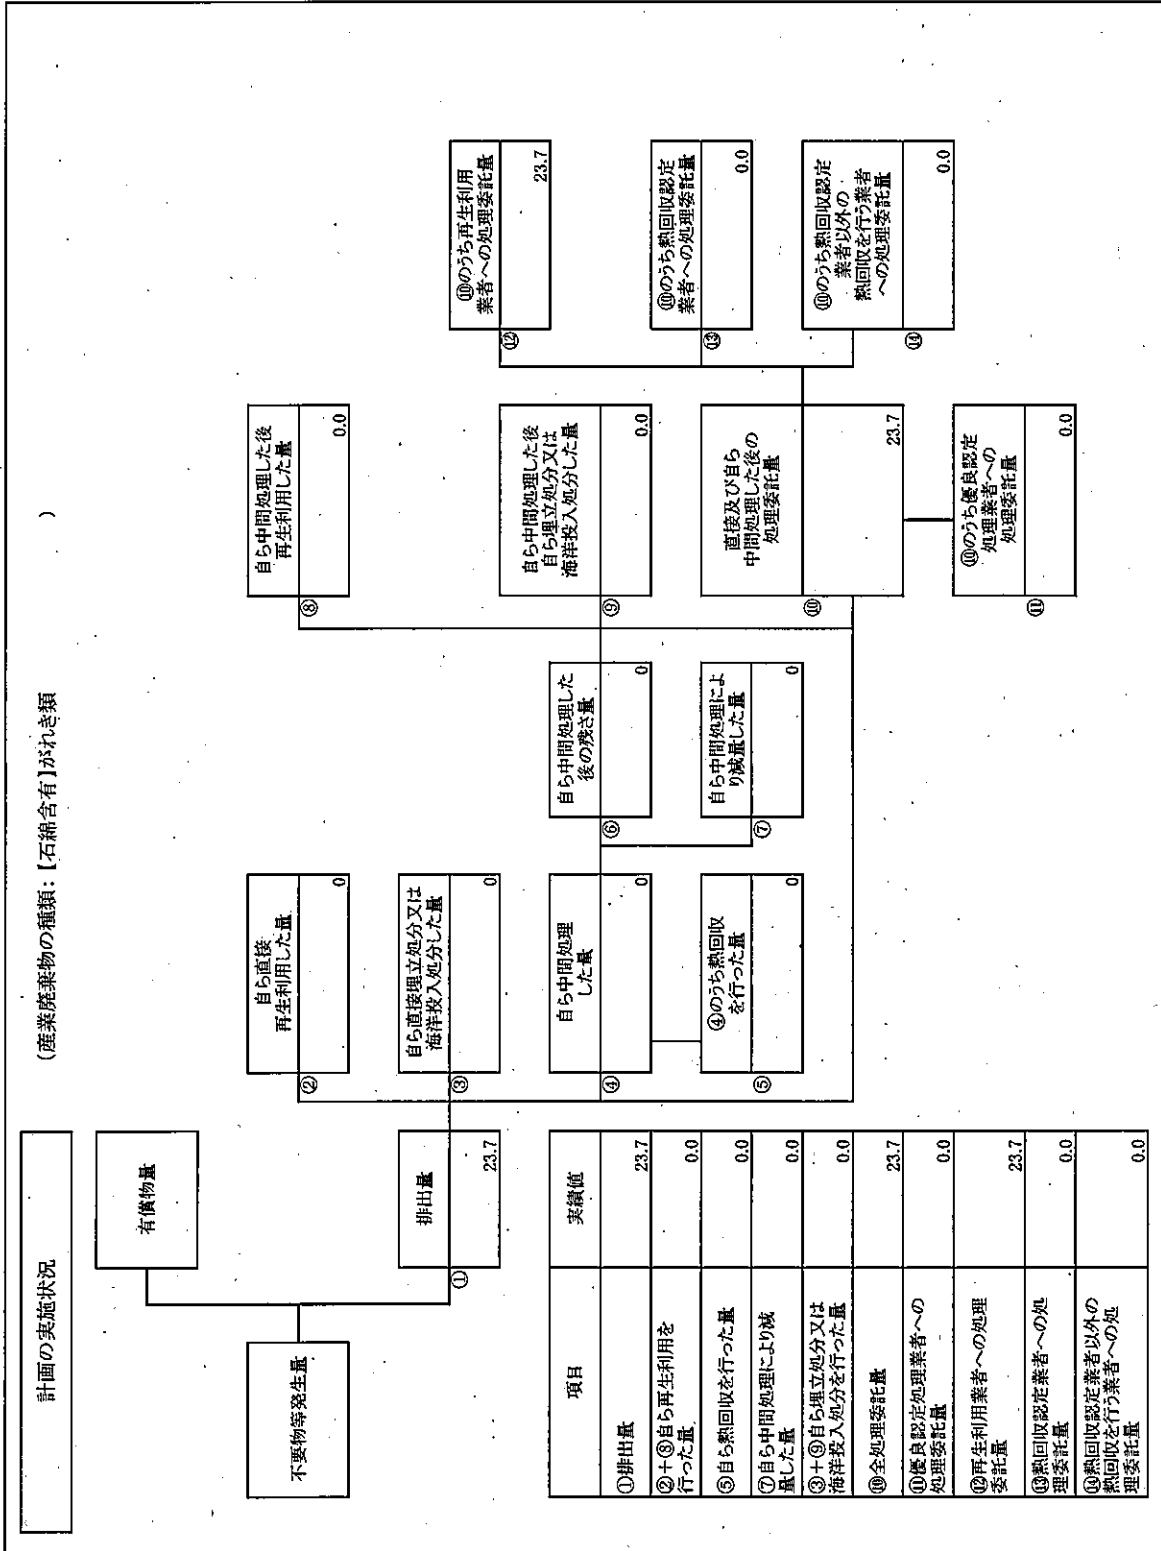 計画の実施状況
(産業廃棄物の種類:【石綿含有】がれき類 )
不要物等発生量
有償物量
①
排出量
23.7
②
自ら直接
再生利用した量
0
③
自ら直接埋立処分又は
海洋投入処分した量
0
④
自ら中間処理
した量
0
⑤
④のうち熱回収
を行った量
0
⑥
自ら中間処理した
後の残さ量
0
⑦
自ら中間処理によ
り減量した量
0
⑧
自ら中間処理した後
再生利用した量
0.0
⑨
自ら中間処理した後
自ら埋立処分又は
海洋投入処分した量
0.0
⑩
直接及び自ら
中間処理した後の
処理委託量
23.7
⑪
⑩のうち優良認定
処理業者への
処理委託量
0.0
⑫
⑩のうち再生利用
業者への処理委託量
23.7
⑬
⑩のうち熱回収認定
業者への処理委託量
0.0
⑭
⑩のうち熱回収認定
業者以外の
熱回収を行う業者
への処理委託量
0.0
項目 実績値
①排出量 23.7
②+⑧自ら再生利用を
行った量 0.0
⑤自ら熱回収を行った量 0.0
⑦自ら中間処理により減
量した量 0.0
③+⑨自ら埋立処分又は
海洋投入処分を行った量 0.0
⑩全処理委託量 23.7
⑪優良認定処理業者への
処理委託量 0.0
⑫再生利用業者への処理
委託量 23.7
⑬熱回収認定業者への処
理委託量 0.0
⑭熱回収認定業者以外の
熱回収を行う業者への処
理委託量 0.0